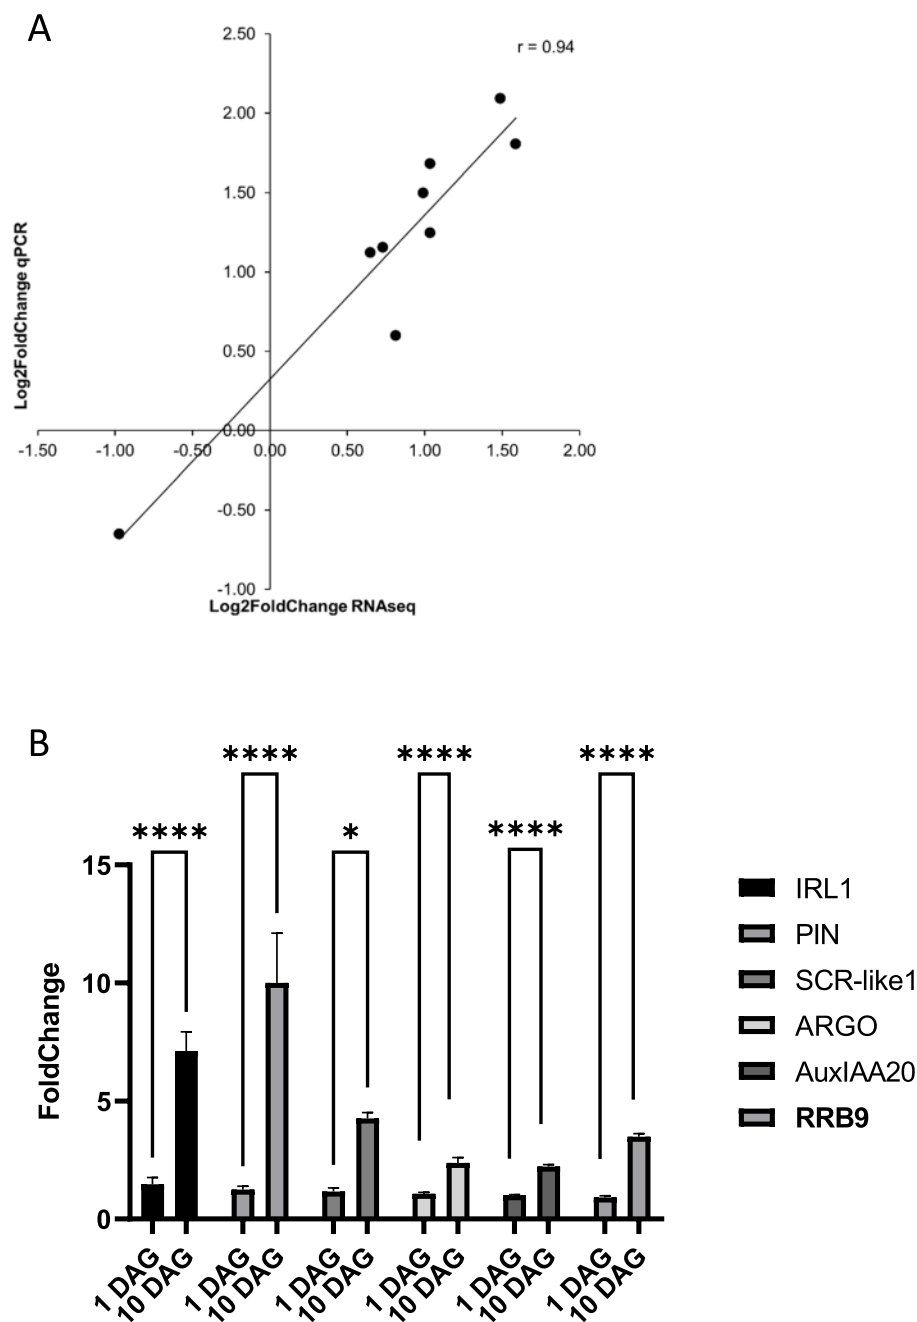 A
2.50
r = 0.94
2.00
1.50
1.00
0.50
0.00
-1.50 -1.00 -0.50 0.00 0.50 1.00 1.50 2.00
-0.50
-1.00
Log2FoldChange qPCR
Log2FoldChange RNAseq
B
**** **** * **** **** ****
15
10
5
0
FoldChange
1 DAG 10 DAG 1 DAG 10 DAG 1 DAG 10 DAG 1 DAG 10 DAG 1 DAG 10 DAG 1 DAG 10 DAG
IRL1
PIN
SCR-like1
ARGO
AuxIAA20
RRB9